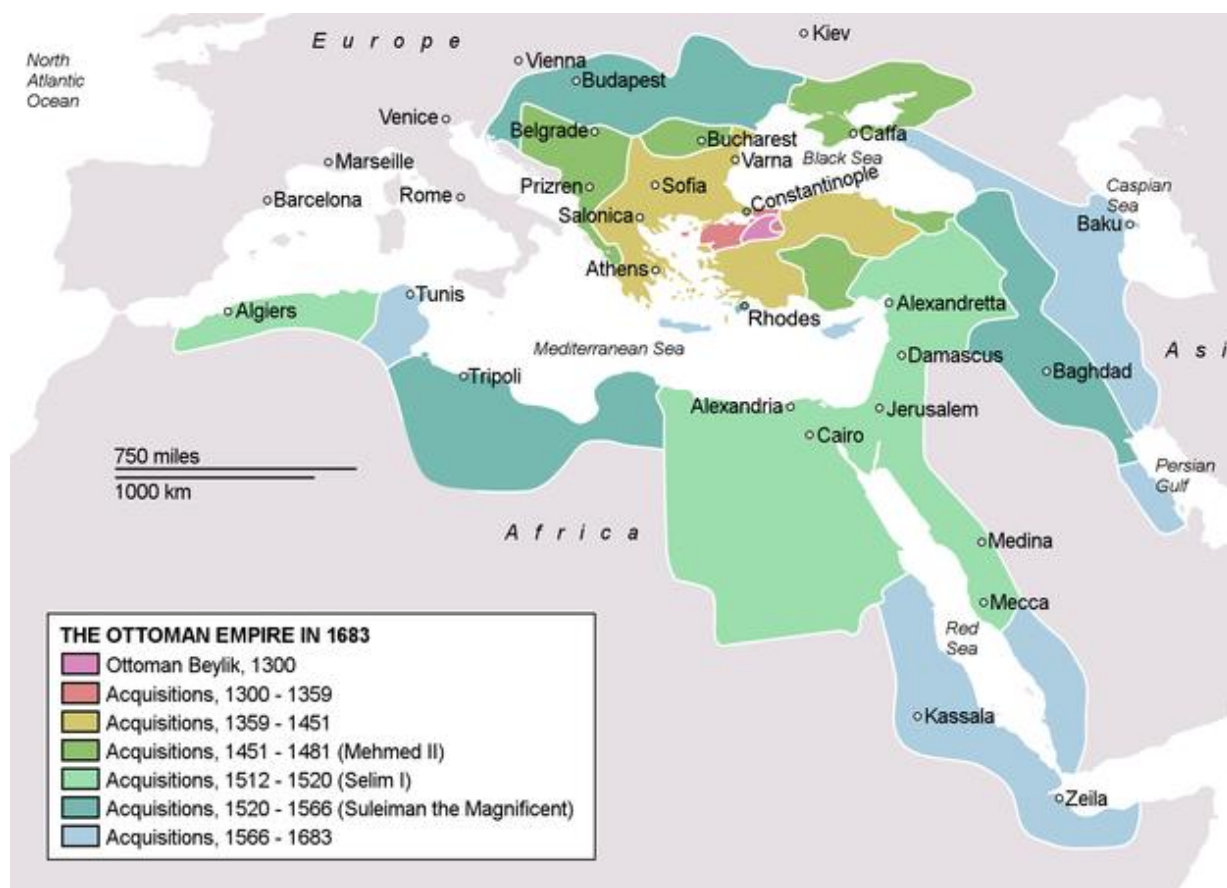 E u r o p e
Kiev
North
Atlantic
Ocean
Vienna
Budapest
Venice
Belgrade
Bucharest
Caffa
Black Sea
Varna
Marseille
Barcelona
Rome
Prizren
Sofia
Constantinople
Caspian
Sea
Baku
Salonica
Athens
Algiers
Tunis
Rhodes
Alexandretta
Mediterranean Sea
Damascus
A s i
Tripoli
Baghdad
Alexandria
Jerusalem
Cairo
750 miles
1000 km
Persian
Gulf
A f r i c a
Medina
Mecca
Red
Sea
Kassala
Zeila
THE OTTOMAN EMPIRE IN 1683
Ottoman Beylik, 1300
Acquisitions, 1300 - 1359
Acquisitions, 1359 - 1451
Acquisitions, 1451 - 1481 (Mehmed II)
Acquisitions, 1512 - 1520 (Selim I)
Acquisitions, 1520 - 1566 (Suleiman the Magnificent)
Acquisitions, 1566 - 1683